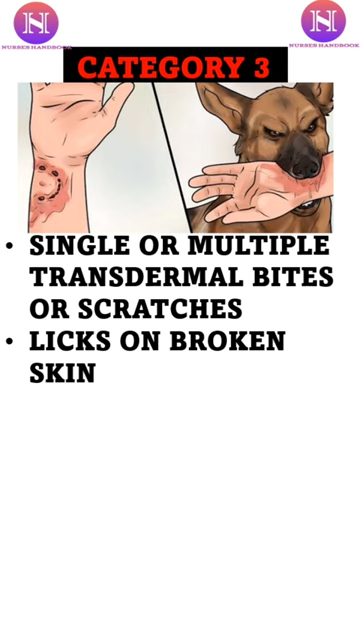 NURSES HANDBOOK
NURSES HANDBOOK
CATEGORY 3
• SINGLE OR MULTIPLE
TRANSDERMAL BITES
OR SCRATCHES
• LICKS ON BROKEN
SKIN